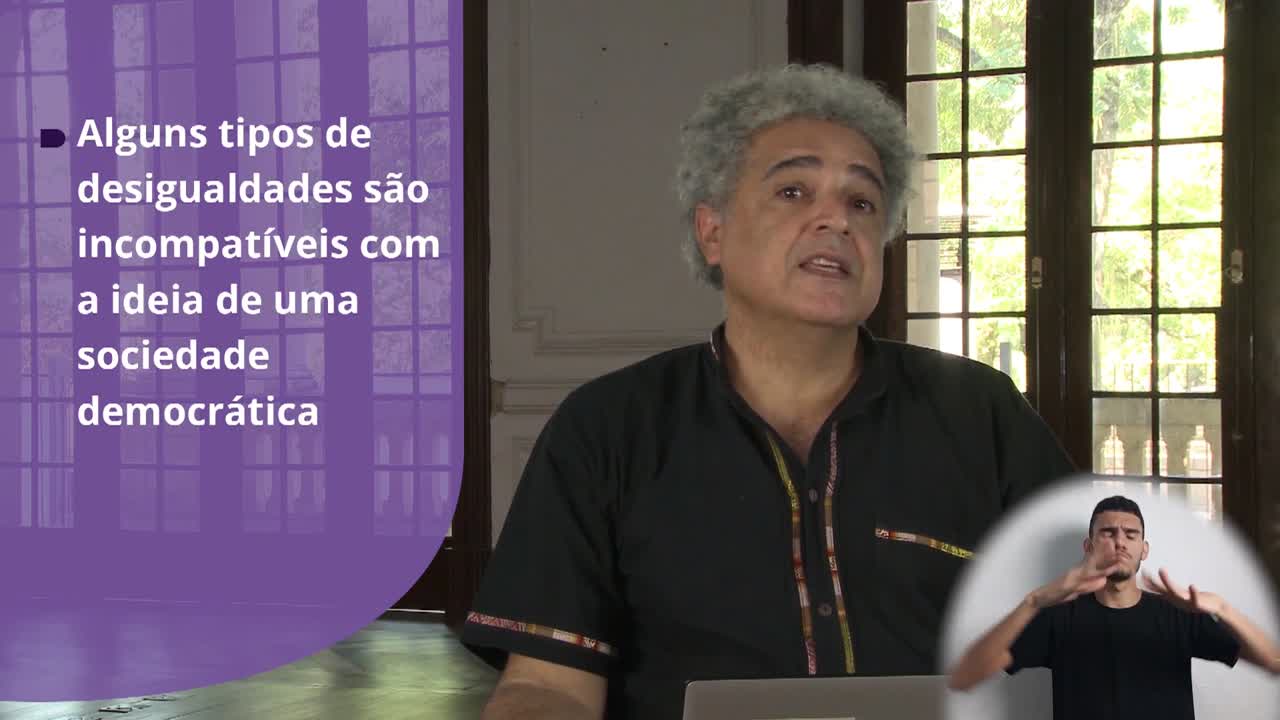 Alguns tipos de
desigualdades são
incompatíveis com
a ideia de uma
sociedade
democrática